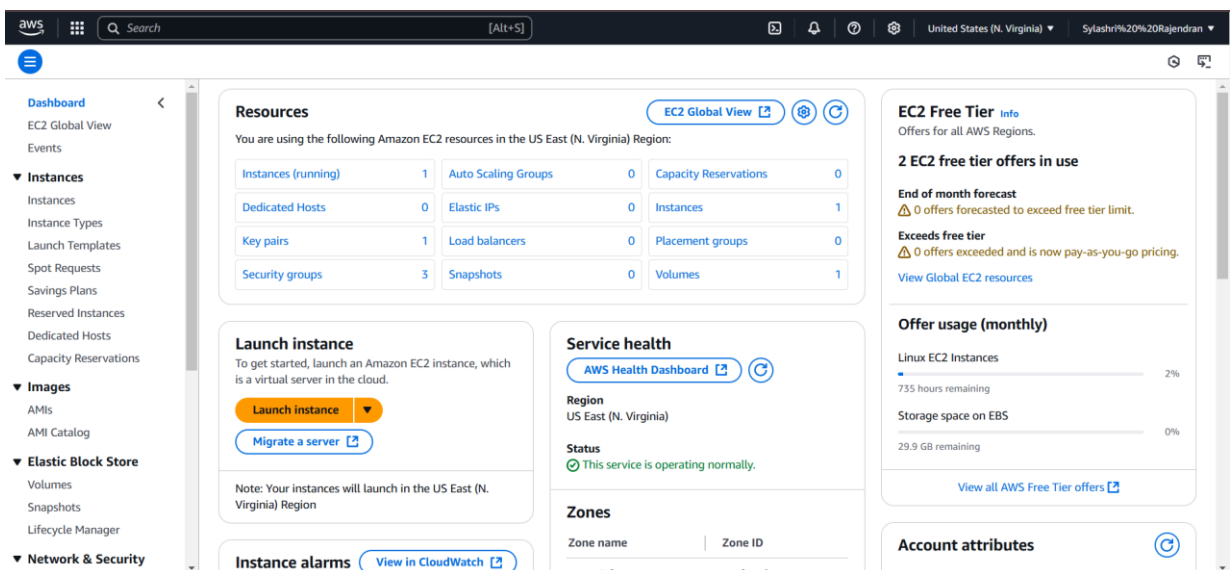 aws
Search
[Alt+S]
United States (N. Virginia)
Sylashri%20%20Rajendran
Dashboard
EC2 Global View
Events
Instances
Instances
Instance Types
Launch Templates
Spot Requests
Savings Plans
Reserved Instances
Dedicated Hosts
Capacity Reservations
Images
AMIs
AMI Catalog
Elastic Block Store
Volumes
Snapshots
Lifecycle Manager
Network & Security
Resources
EC2 Global View
You are using the following Amazon EC2 resources in the US East (N. Virginia) Region:
Instances (running) 1 Auto Scaling Groups 0 Capacity Reservations 0
Dedicated Hosts 0 Elastic IPs 0 Instances 1
Key pairs 1 Load balancers 0 Placement groups 0
Security groups 3 Snapshots 0 Volumes 1
Launch instance
To get started, launch an Amazon EC2 instance, which
is a virtual server in the cloud.
Launch instance
Migrate a server
Note: Your instances will launch in the US East (N.
Virginia) Region
Instance alarms
View in CloudWatch
Service health
AWS Health Dashboard
Region
US East (N. Virginia)
Status
This service is operating normally.
Zones
Zone name Zone ID
EC2 Free Tier Info
Offers for all AWS Regions.
2 EC2 free tier offers in use
End of month forecast
0 offers forecasted to exceed free tier limit.
Exceeds free tier
0 offers exceeded and is now pay-as-you-go pricing.
View Global EC2 resources
Offer usage (monthly)
Linux EC2 Instances
2%
735 hours remaining
Storage space on EBS
0%
29.9 GB remaining
View all AWS Free Tier offers
Account attributes